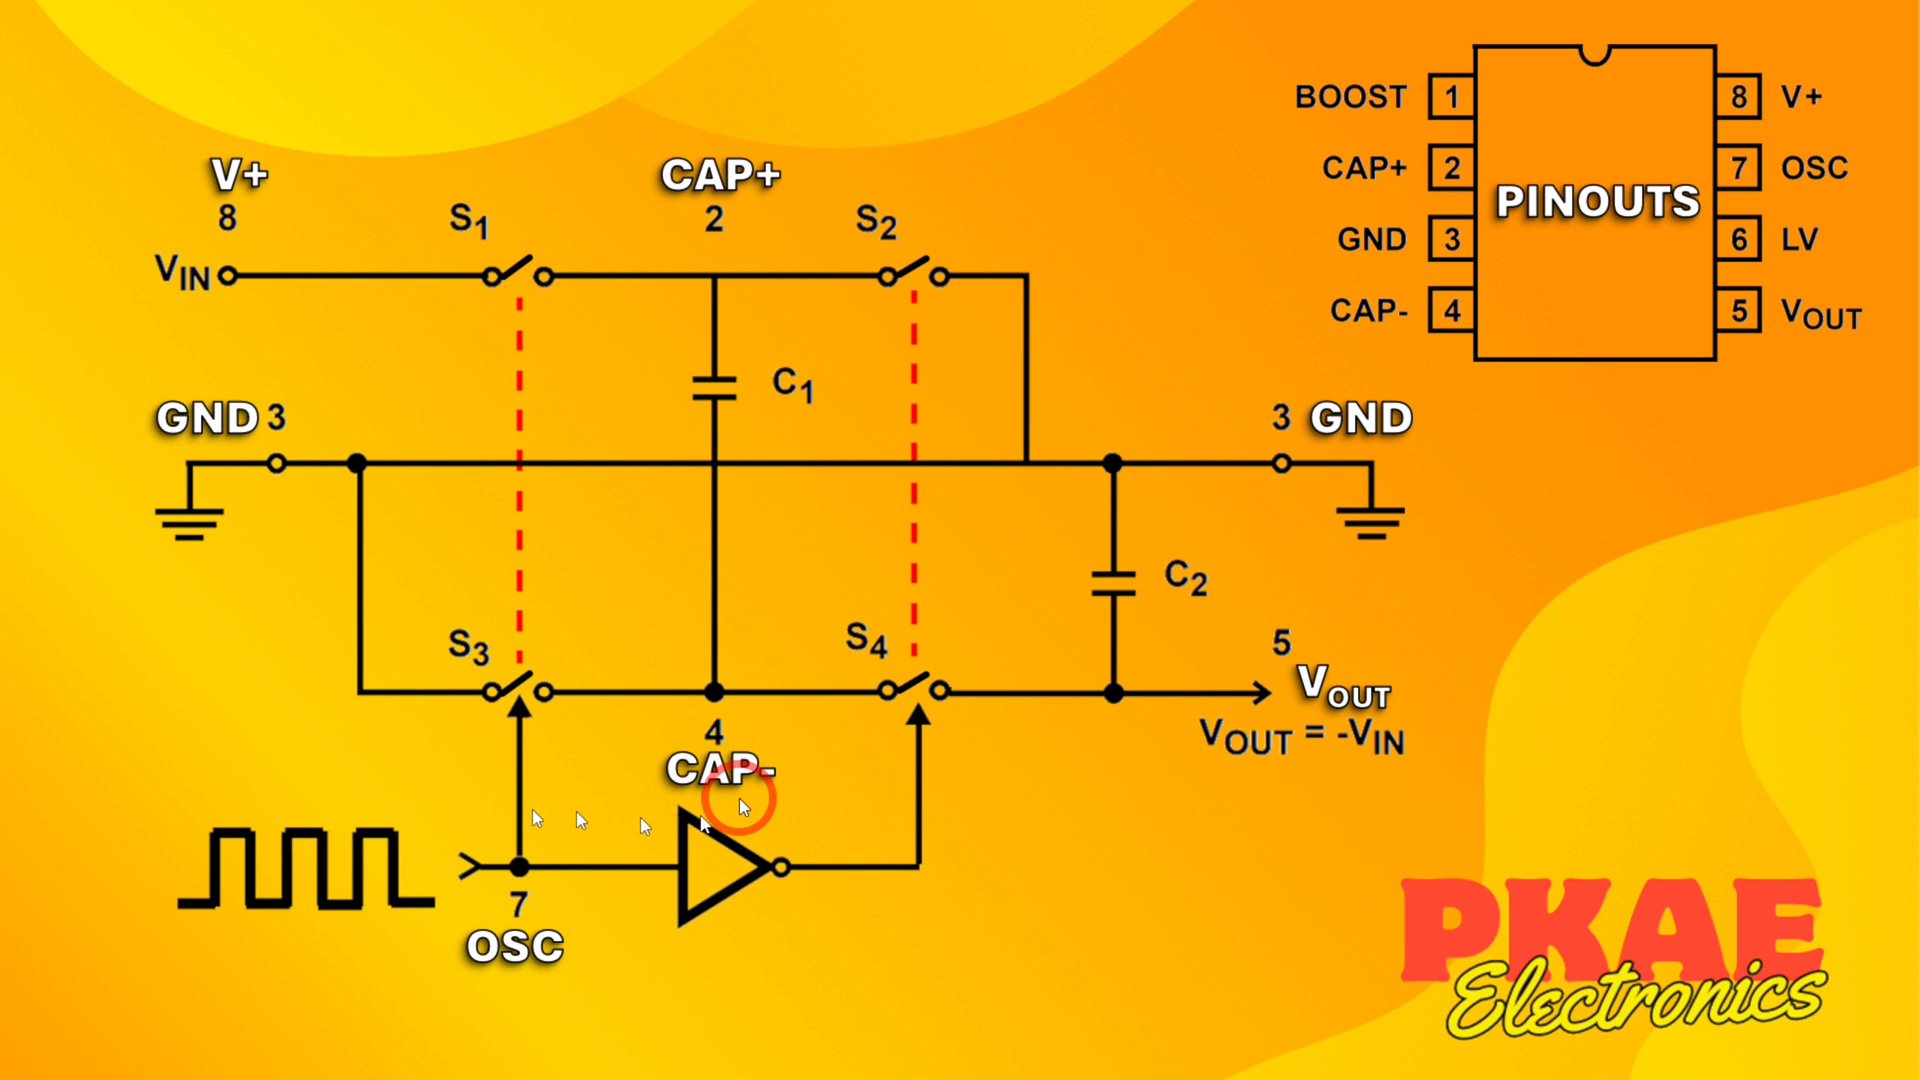 BOOST 1 8 V+
CAP+ 2 7 OSC
PINOUTS
GND 3 6 LV
CAP- 4 5 VOUT
V+ CAP+
8 S1 2 S2
VIN
C1
GND 3 3 GND
C2
S3 S4 5
VOUT
4 VOUT = -VIN
CAP-
7
OSC
PKAE
Electronics